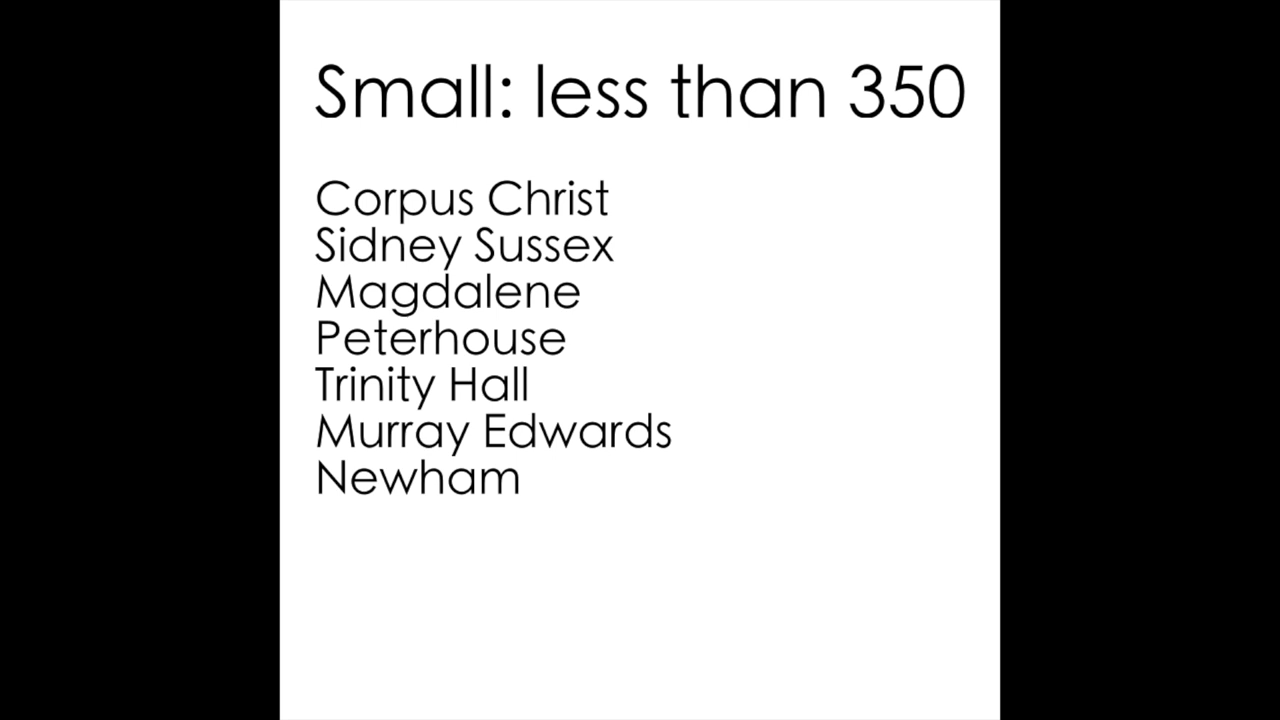 Small: less than 350
Corpus Christ
Sidney Sussex
Magdalene
Peterhouse
Trinity Hall
Murray Edwards
Newham